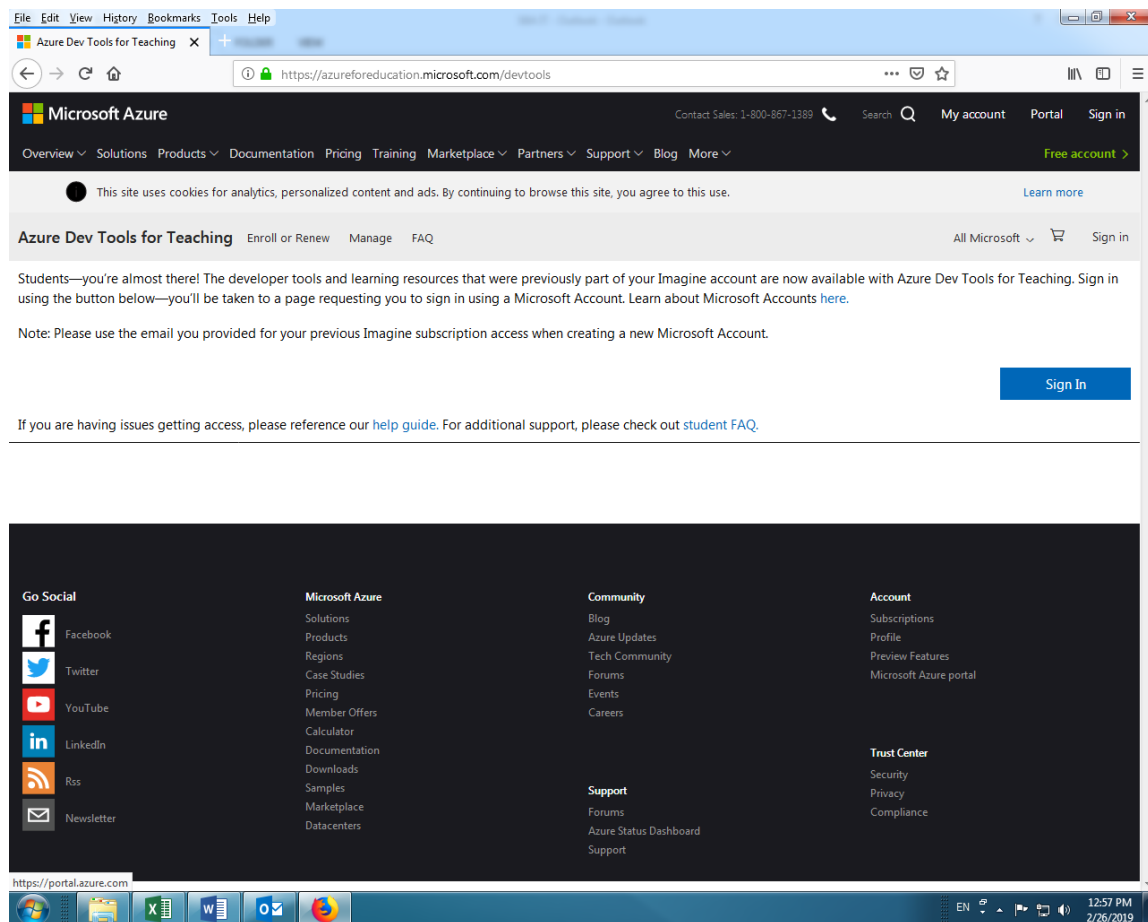 File Edit View History Bookmarks Tools Help
Azure Dev Tools for Teaching
https://azureforeducation.microsoft.com/devtools
Microsoft Azure Contact Sales: 1-800-867-1389 Search My account Portal Sign in
Overview Solutions Products Documentation Pricing Training Marketplace Partners Support Blog More Free account >
This site uses cookies for analytics, personalized content and ads. By continuing to browse this site, you agree to this use. Learn more
Azure Dev Tools for Teaching Enroll or Renew Manage FAQ All Microsoft Sign in
Students—you're almost there! The developer tools and learning resources that were previously part of your Imagine account are now available with Azure Dev Tools for Teaching. Sign in
using the button below—you'll be taken to a page requesting you to sign in using a Microsoft Account. Learn about Microsoft Accounts here.
Note: Please use the email you provided for your previous Imagine subscription access when creating a new Microsoft Account.
Sign In
If you are having issues getting access, please reference our help guide. For additional support, please check out student FAQ.
Go Social
Facebook
Twitter
YouTube
LinkedIn
Rss
Newsletter
Microsoft Azure
Solutions
Products
Regions
Case Studies
Pricing
Member Offers
Calculator
Documentation
Downloads
Samples
Marketplace
Datacenters
Community
Blog
Azure Updates
Tech Community
Forums
Events
Careers
Support
Forums
Azure Status Dashboard
Support
Account
Subscriptions
Profile
Preview Features
Microsoft Azure portal
Trust Center
Security
Privacy
Compliance
https://portal.azure.com
EN 12:57 PM
2/26/2019